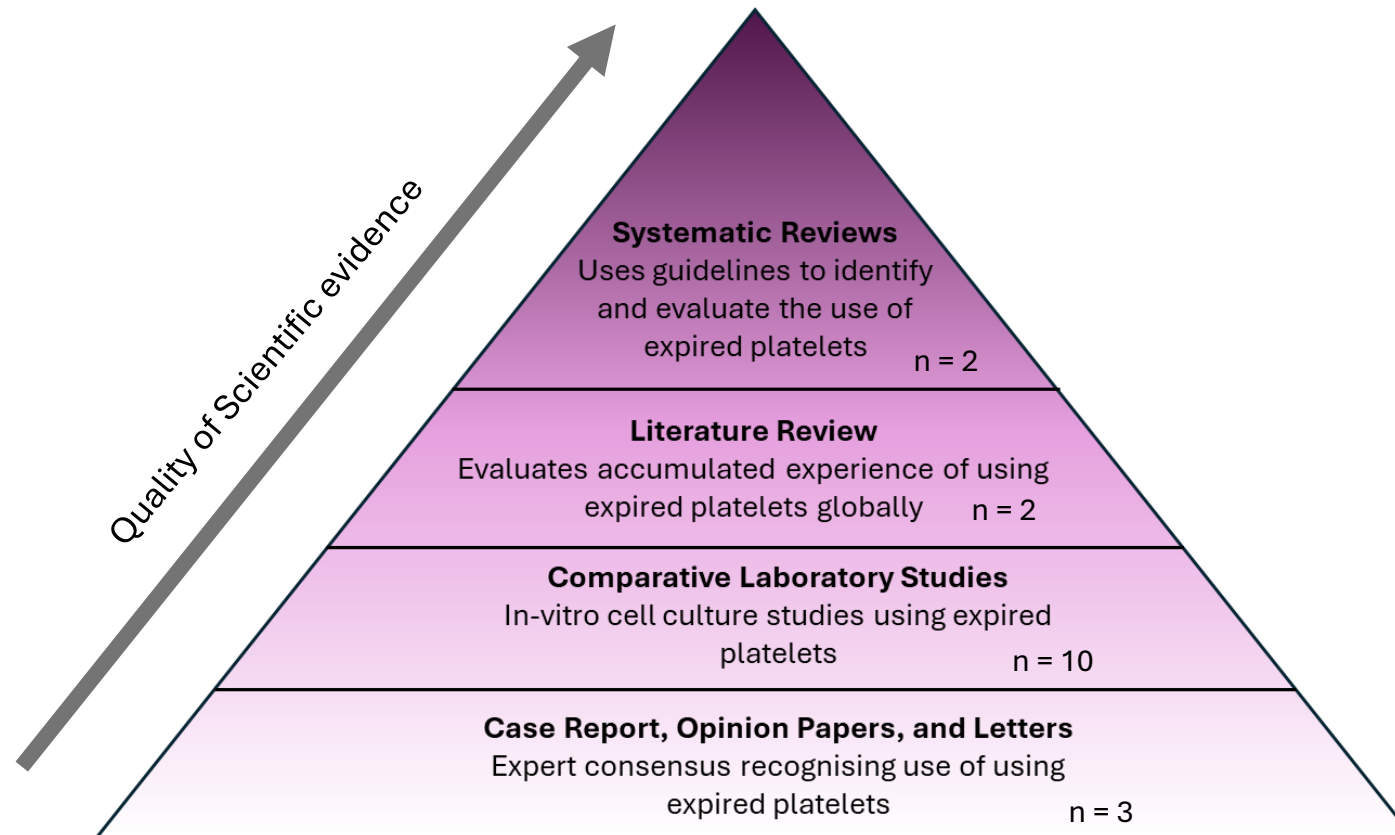 Quality of Scientific evidence
Systematic Reviews
Uses guidelines to identify
and evaluate the use of
expired platelets
n = 2
Literature Review
Evaluates accumulated experience of using
expired platelets globally
n = 2
Comparative Laboratory Studies
In-vitro cell culture studies using expired
platelets
n = 10
Case Report, Opinion Papers, and Letters
Expert consensus recognising use of using
expired platelets
n = 3